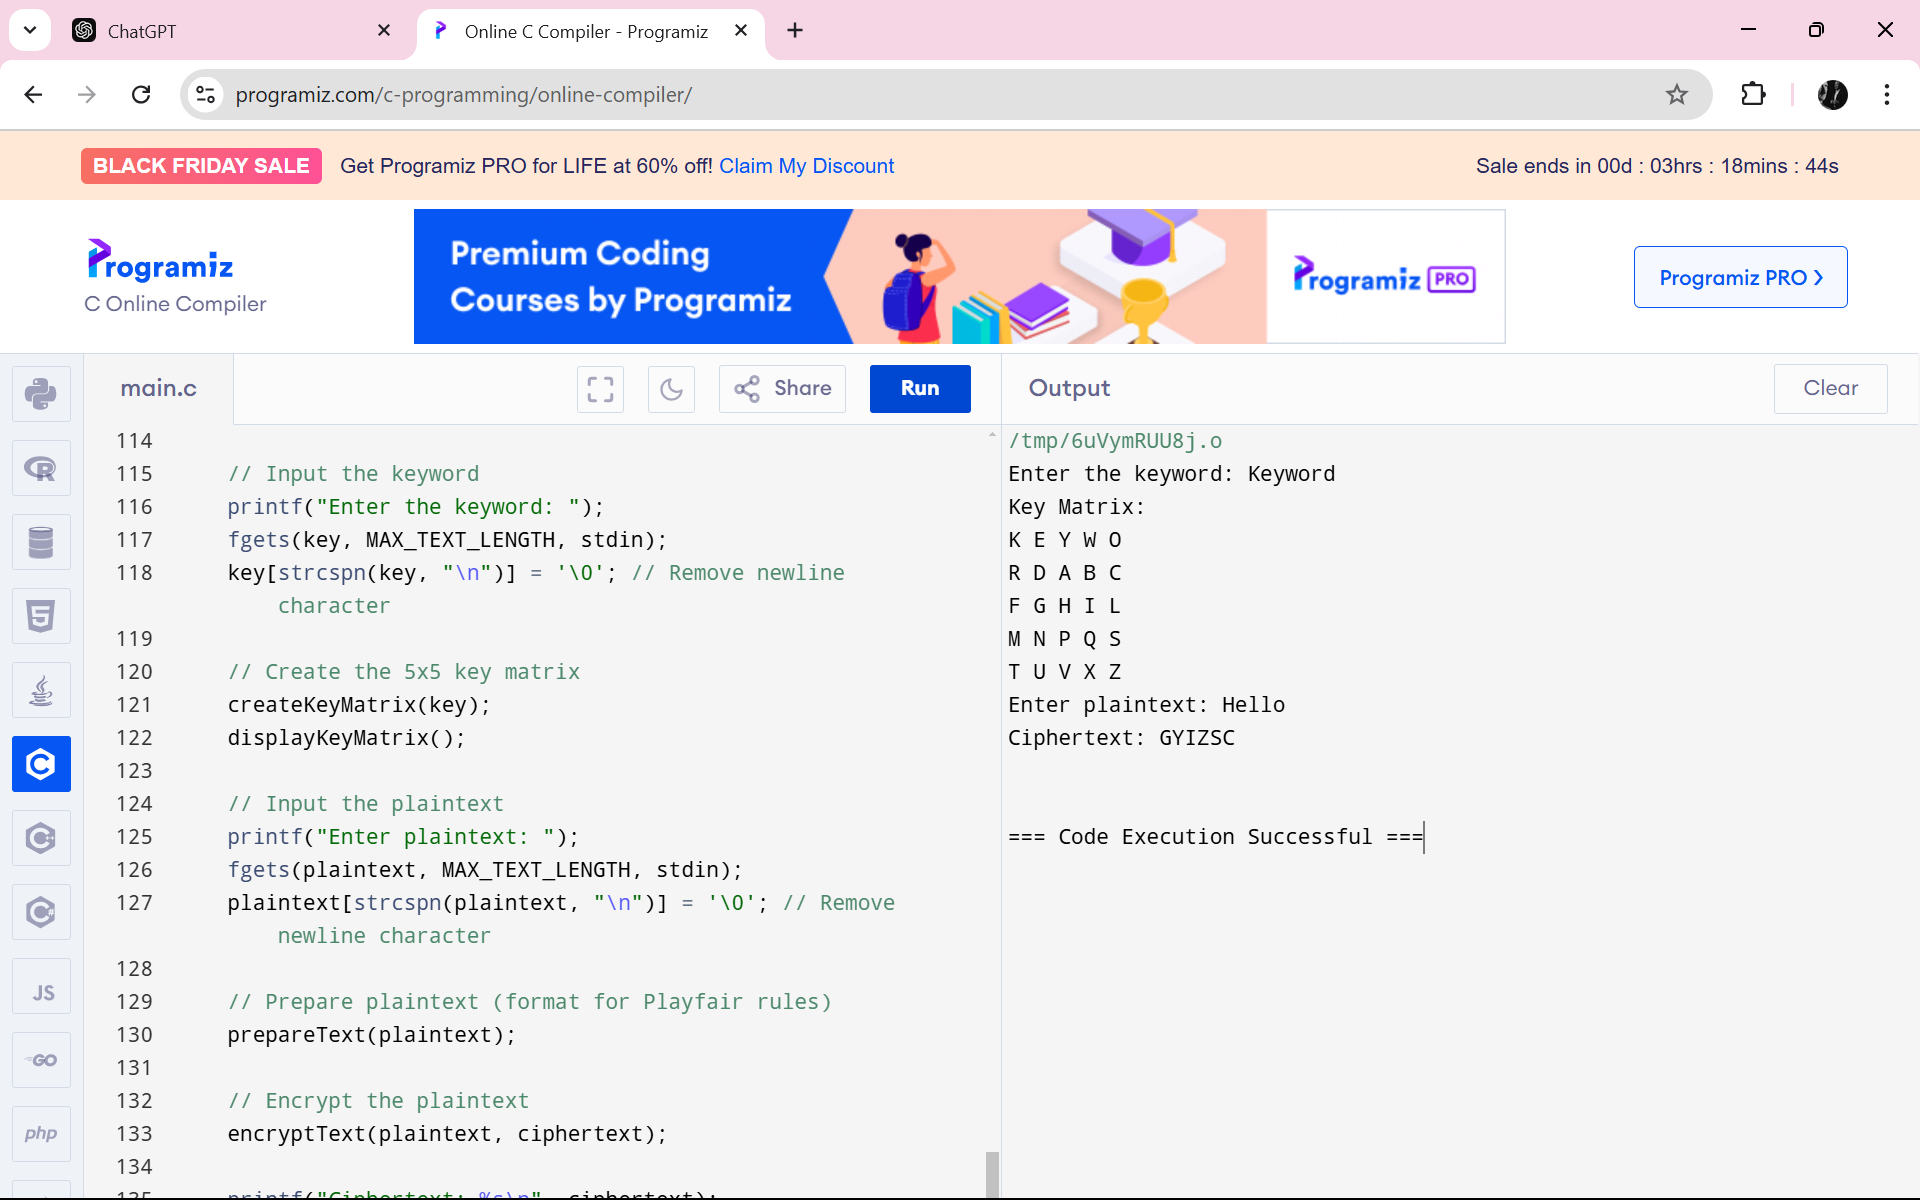 ChatGPT
Online C Compiler - Programiz
programiz.com/c-programming/online-compiler/
BLACK FRIDAY SALE Get Programiz PRO for LIFE at 60% off! Claim My Discount
Sale ends in 00d : 03hrs : 18mins : 44s
Programiz
C Online Compiler
Premium Coding
Courses by Programiz
Programiz PRO
Programiz PRO
main.c
Share
Run
Output
Clear
114
115 // Input the keyword
116 printf("Enter the keyword: ");
117 fgets(key, MAX_TEXT_LENGTH, stdin);
118 key[strcspn(key, "\n")] = '\0'; // Remove newline
character
119
120 // Create the 5x5 key matrix
121 createKeyMatrix(key);
122 displayKeyMatrix();
123
124 // Input the plaintext
125 printf("Enter plaintext: ");
126 fgets(plaintext, MAX_TEXT_LENGTH, stdin);
127 plaintext[strcspn(plaintext, "\n")] = '\0'; // Remove
newline character
128
129 // Prepare plaintext (format for Playfair rules)
130 prepareText(plaintext);
131
132 // Encrypt the plaintext
133 encryptText(plaintext, ciphertext);
134
135 printf("Ciphertext: %s\n", ciphertext);
/tmp/6uVymRUU8j.o
Enter the keyword: Keyword
Key Matrix:
K E Y W O
R D A B C
F G H I L
M N P Q S
T U V X Z
Enter plaintext: Hello
Ciphertext: GYIZSC
=== Code Execution Successful ===
JS
GO
php